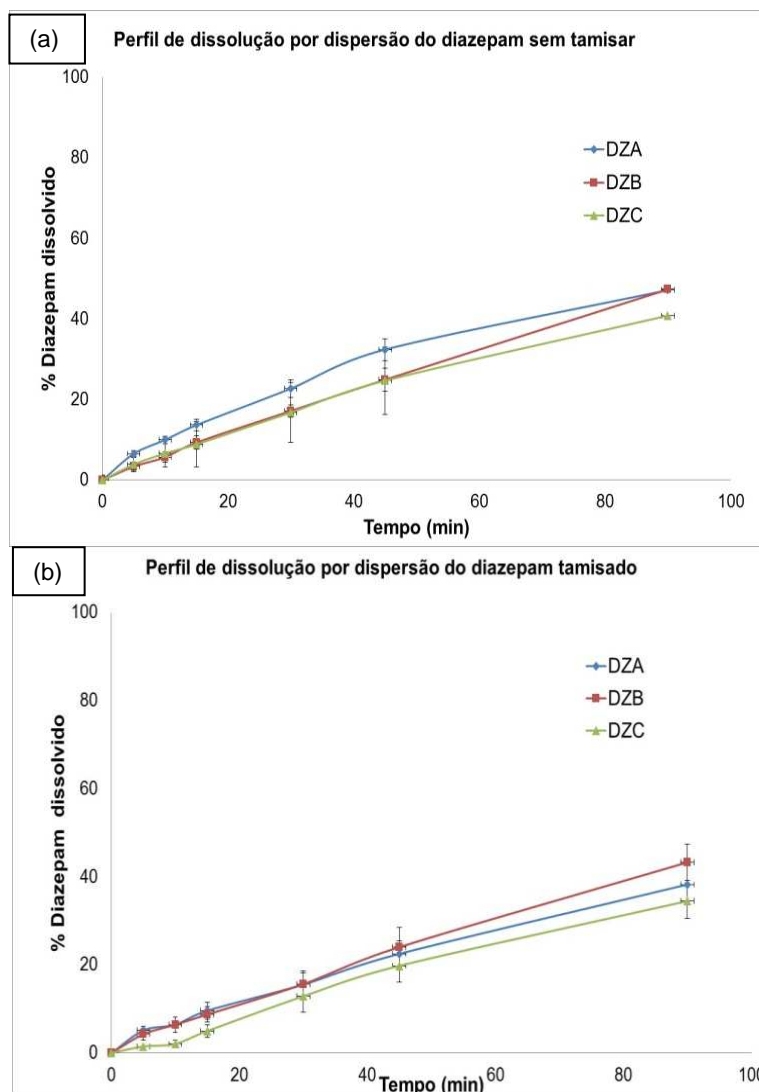 (a)
Perfil de dissolução por dispersão do diazepam sem tamisar
100
80
60
40
20
0
% Diazepam dissolvido
DZA
DZB
DZC
0 20 40 60 80 100
Tempo (min)
(b)
Perfil de dissolução por dispersão do diazepam tamisado
100
80
60
40
20
0
% Diazepam dissolvido
DZA
DZB
DZC
0 20 40 60 80 100
Tempo (min)